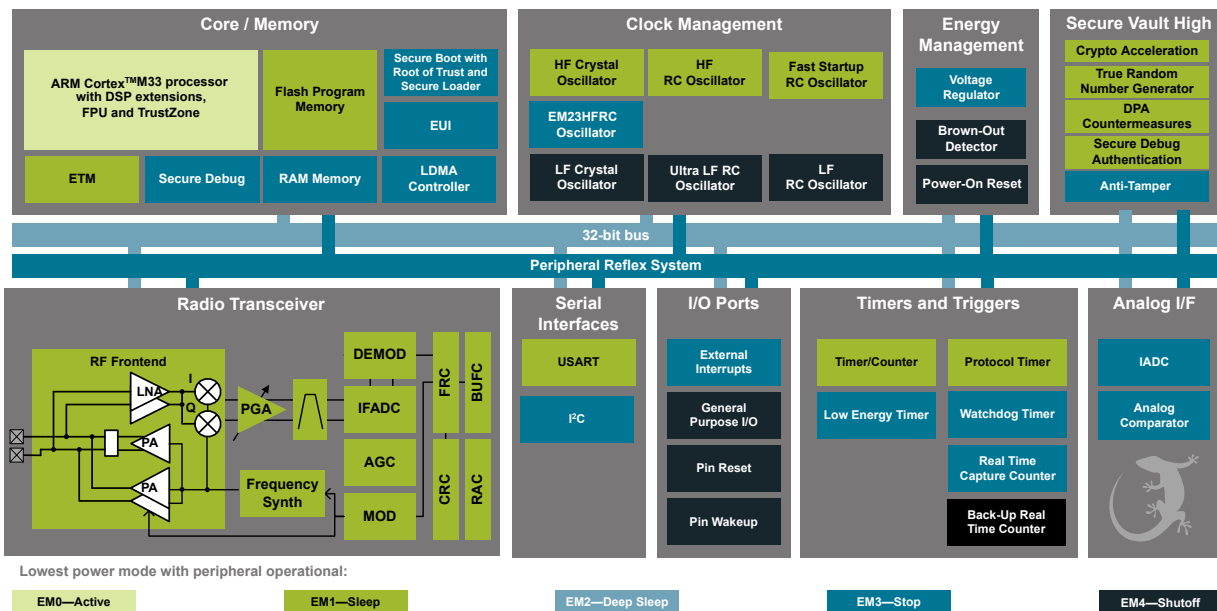 Core / Memory
ARM Cortex™M33 processor
with DSP extensions,
FPU and TrustZone
Flash Program
Memory
Secure Boot with
Root of Trust and
Secure Loader
EUI
ETM
Secure Debug
RAM Memory
LDMA
Controller
Clock Management
HF Crystal
Oscillator
HF
RC Oscillator
Fast Startup
RC Oscillator
EM23HFRC
Oscillator
LF Crystal
Oscillator
Ultra LF RC
Oscillator
LF
RC Oscillator
Energy
Management
Voltage
Regulator
Brown-Out
Detector
Power-On Reset
Secure Vault High
Crypto Acceleration
True Random
Number Generator
DPA
Countermeasures
Secure Debug
Authentication
Anti-Tamper
32-bit bus
Peripheral Reflex System
Radio Transceiver
RF Frontend
LNA
I
Q
PA
PA
PGA
Frequency
Synth
DEMOD
IFADC
AGC
MOD
FRC
BUFC
CRC
RAC
Serial
Interfaces
USART
I²C
I/O Ports
External
Interrupts
General
Purpose I/O
Pin Reset
Pin Wakeup
Timers and Triggers
Timer/Counter
Protocol Timer
Low Energy Timer
Watchdog Timer
Real Time
Capture Counter
Back-Up Real
Time Counter
Analog I/F
IADC
Analog
Comparator
Lowest power mode with peripheral operational:
EM0—Active
EM1—Sleep
EM2—Deep Sleep
EM3—Stop
EM4—Shutoff